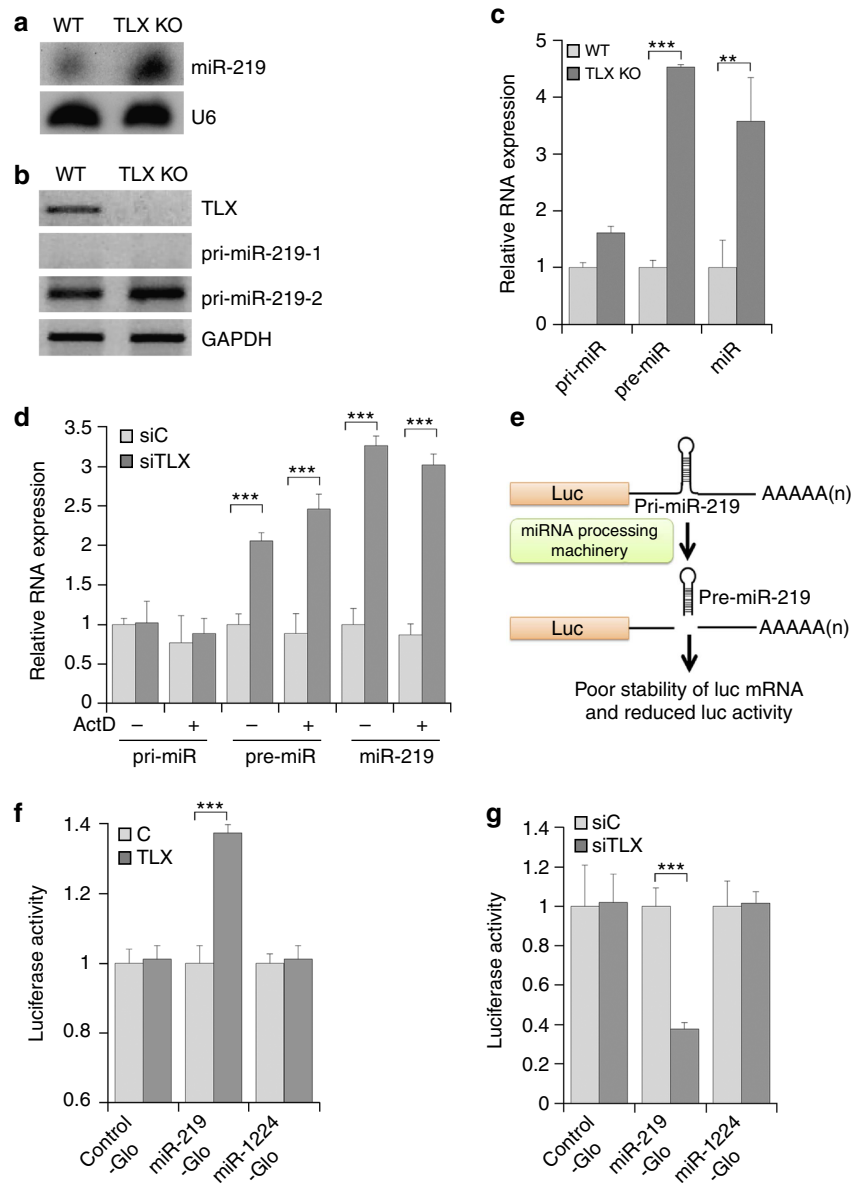 a
WT TLX KO
miR-219
U6
b
WT TLX KO
TLX
pri-miR-219-1
pri-miR-219-2
GAPDH
c
5
4
3
2
1
0
Relative RNA expression
WT
TLX KO
***
**
pri-miR
pre-miR
miR
d
3.5
3
2.5
2
1.5
1
0.5
0
Relative RNA expression
siC
siTLX
***
***
***
***
ActD – + – + – +
pri-miR pre-miR miR-219
e
Luc
AAAAA(n)
Pri-miR-219
miRNA processing
machinery
Pre-miR-219
Luc
AAAAA(n)
Poor stability of luc mRNA
and reduced luc activity
f
1.4
1.2
1
0.8
0.6
Luciferase activity
C
TLX
***
Control
-Glo
miR-219
-Glo
miR-1224
-Glo
g
1.4
1.2
1
0.8
0.6
0.4
0.2
0
Luciferase activity
siC
siTLX
***
Control
-Glo
miR-219
-Glo
miR-1224
-Glo